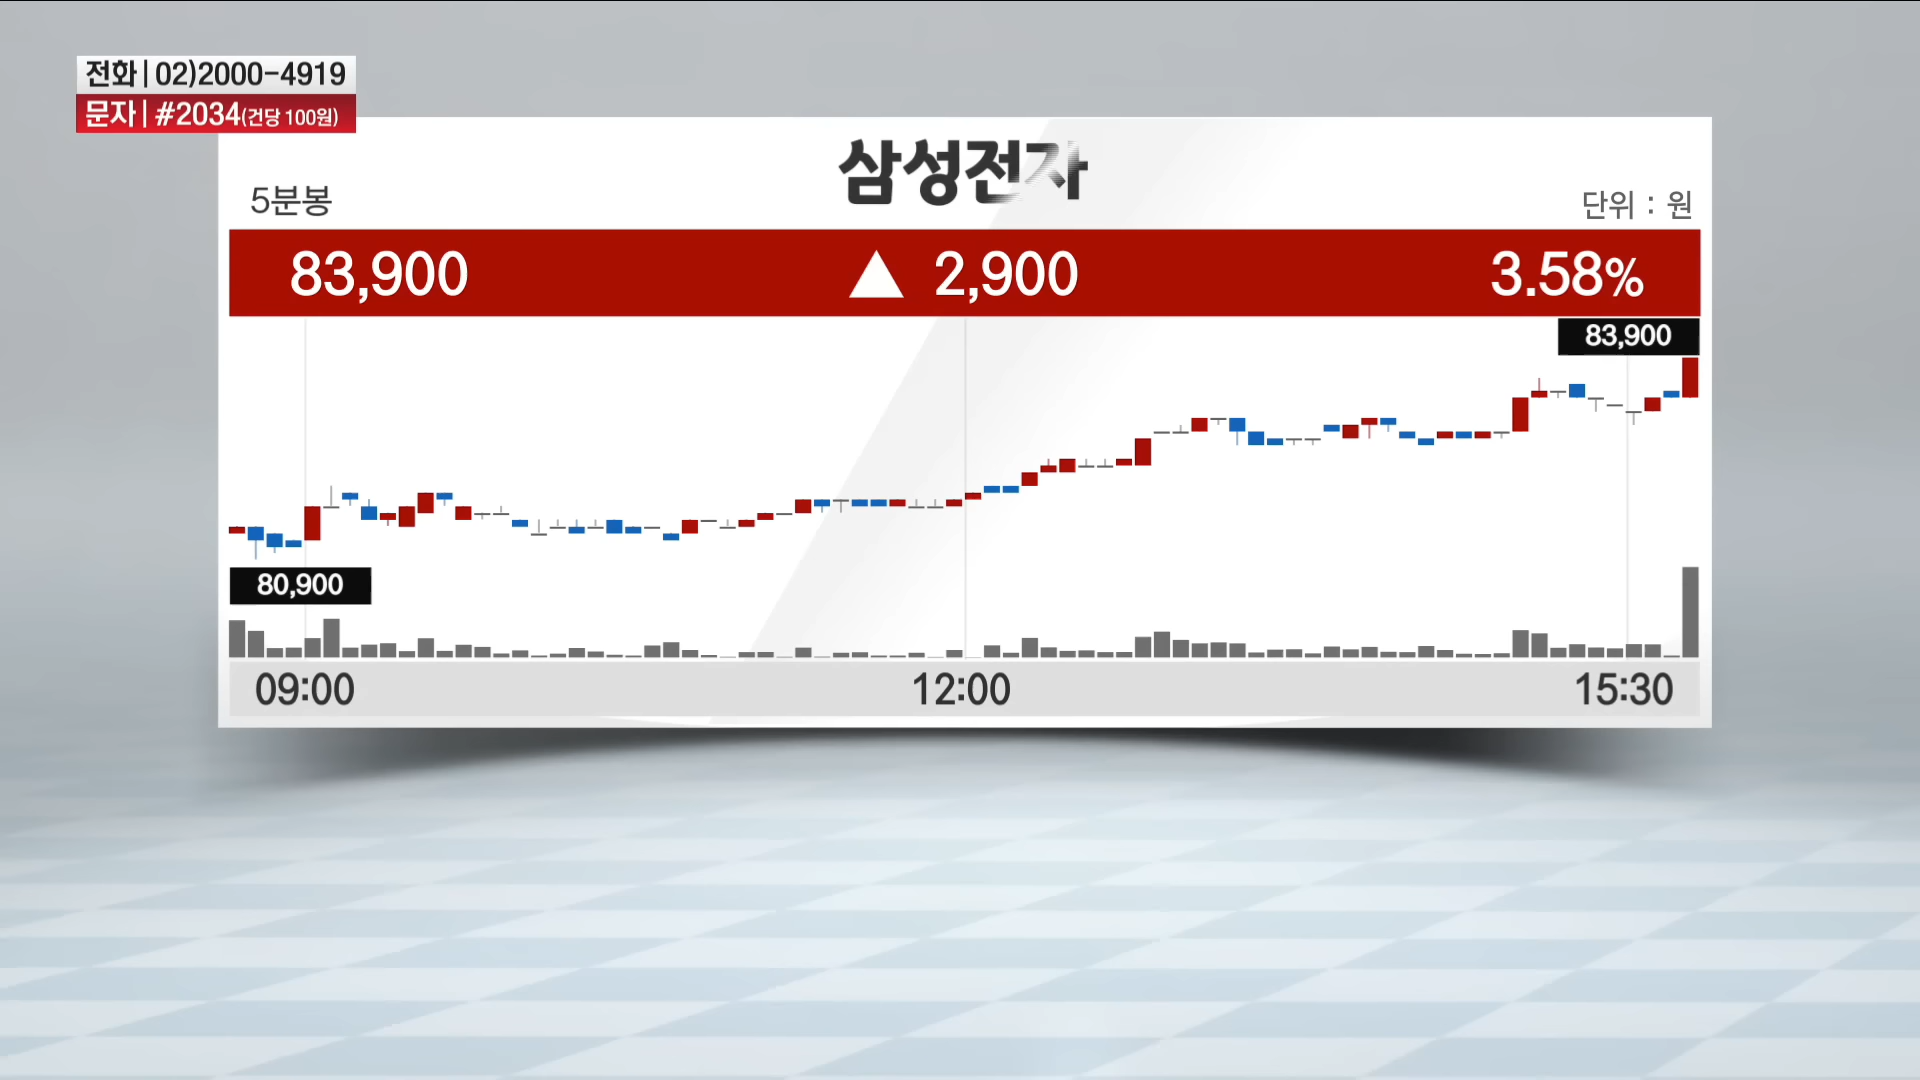 전화 | 02)2000-4919
문자 | #2034(건당 100원)
삼성전자
5분봉
단위 : 원
83,900 ▲ 2,900 3.58%
83,900
80,900
09:00 12:00 15:30